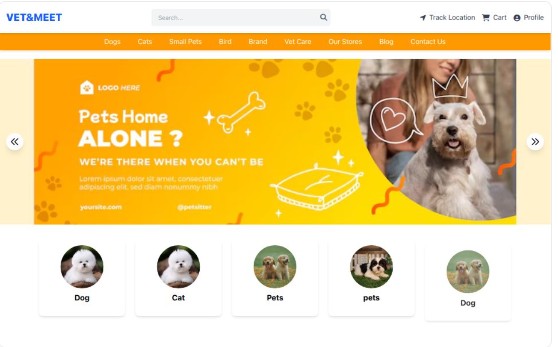 VET&MEET
Search...
Track Location
Cart
Profile
Dogs
Cats
Small Pets
Bird
Brand
Vet Care
Our Stores
Blog
Contact Us
LOGO HERE
Pets Home
ALONE ?
WE'RE THERE WHEN YOU CAN'T BE
Lorem ipsum dolor sit amet, consectetuer
adipiscing elit, sed diam nonummy nibh
yoursite.com
@petsitter
Dog
Cat
Pets
pets
Dog